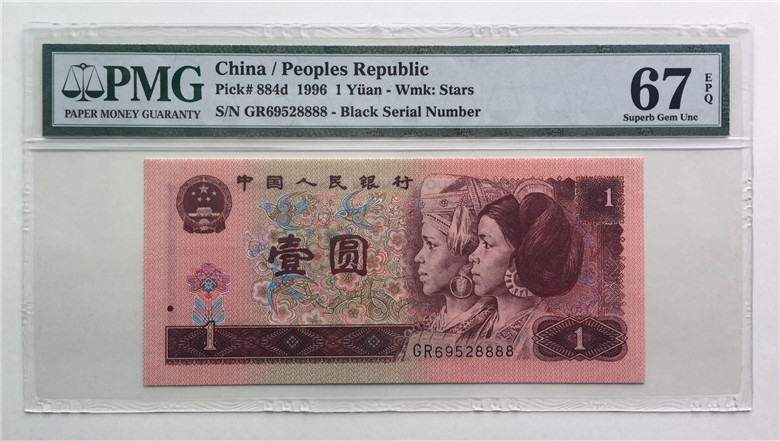 PMG
PAPER MONEY GUARANTY
China / Peoples Republic
Pick# 884d 1996 1 Yüan - Wmk: Stars
S/N GR69528888 - Black Serial Number
67 EPQ
Superb Gem Unc
中国人民银行
1
壹圆
1
GR69528888
1